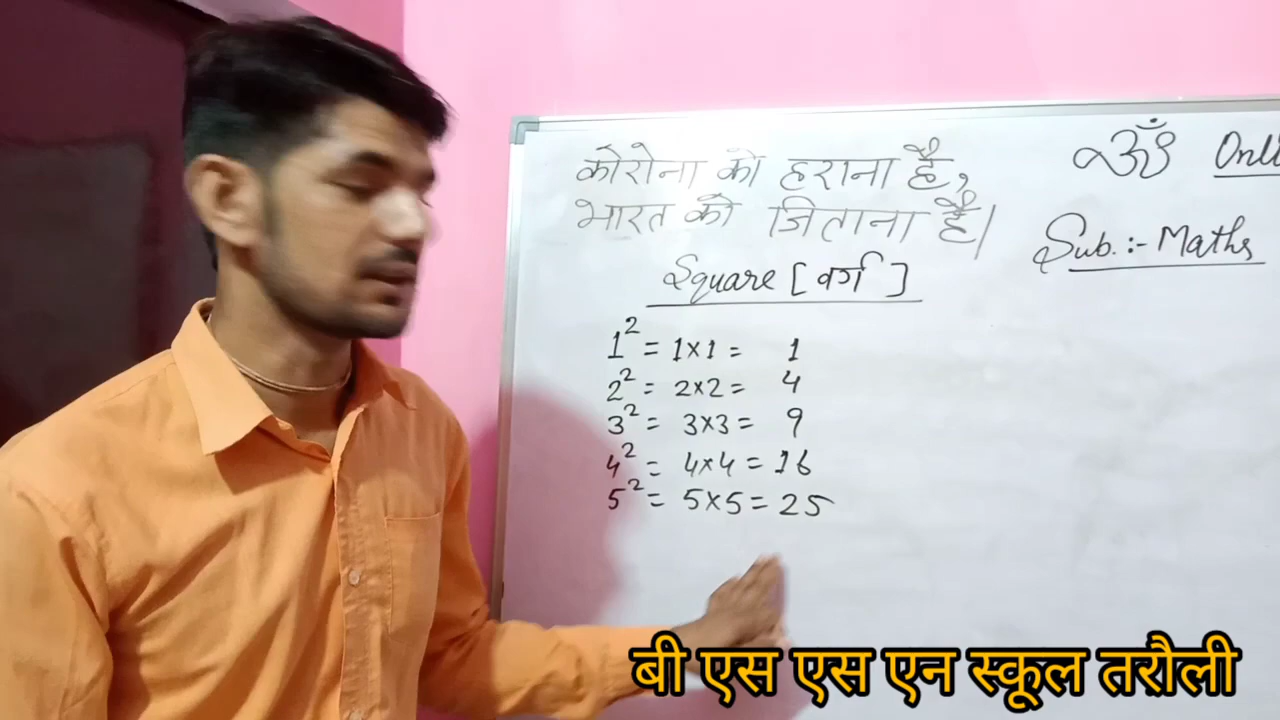 कोरोना को हराना है,
भारत को जिताना है।
ॐ
Sub. :- Maths
Square [ वर्ग ]
1² = 1×1 = 1
2² = 2×2 = 4
3² = 3×3 = 9
4² = 4×4 = 16
5² = 5×5 = 25
बी एस एस एन स्कूल तरौली